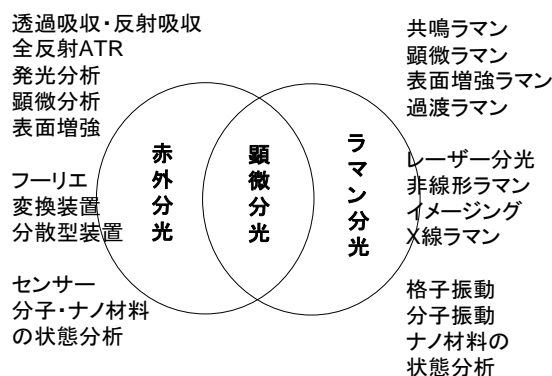 透過吸収・反射吸収
全反射ATR
発光分析
顕微分析
表面増強
フーリエ
変換装置
分散型装置
センサー
分子・ナノ材料
の状態分析
赤外分光
顕微分光
ラマン分光
共鳴ラマン
顕微ラマン
表面増強ラマン
過渡ラマン
レーザー分光
非線形ラマン
イメージング
X線ラマン
格子振動
分子振動
ナノ材料の
状態分析